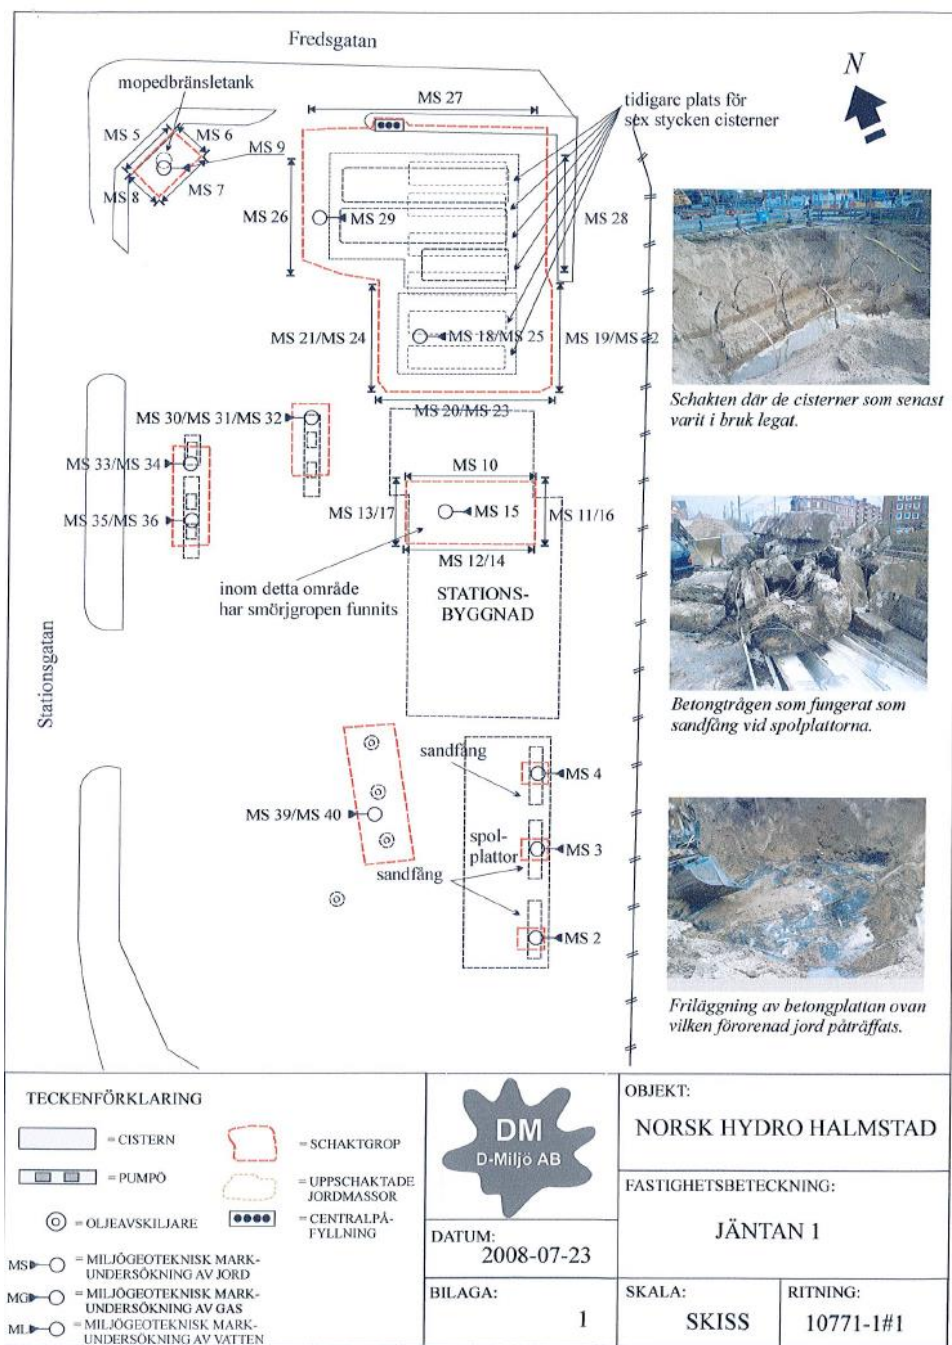 Fredsgatan
N
mopedbränsletank
MS 27
tidigare plats för
sex stycken cisterner
MS 5
MS 6
MS 9
MS 8
MS 7
MS 26
MS 29
MS 28
MS 21/MS 24
MS 18/MS 25
MS 19/MS 22
MS 20/MS 23
Schakten där de cisterner som senast
varit i bruk legat.
MS 30/MS 31/MS 32
MS 33/MS 34
MS 35/MS 36
MS 10
MS 13/17
MS 15
MS 11/16
MS 12/14
inom detta område
har smörjgropen funnits
STATIONS-
BYGGNAD
Stationsgatan
Betongtrågen som fungerat som
sandfång vid spolplattorna.
sandfång
MS 4
MS 39/MS 40
spol-
plattor
MS 3
sandfång
MS 2
Friläggning av betongplattan ovan
vilken förorenad jord påträffats.
TECKENFÖRKLARING
= CISTERN
= PUMPÖ
= OLJEAVSKILJARE
= SCHAKTGROP
= UPPSCHAKTADE
JORDMASSOR
= CENTRALPÅ-
FYLLNING
MS = MILJÖGEOTEKNISK MARK-
UNDERSÖKNING AV JORD
MG = MILJÖGEOTEKNISK MARK-
UNDERSÖKNING AV GAS
ML = MILJÖGEOTEKNISK MARK-
UNDERSÖKNING AV VATTEN
DM
D-Miljö AB
DATUM:
2008-07-23
BILAGA:
1
OBJEKT:
NORSK HYDRO HALMSTAD
FASTIGHETSBETECKNING:
JÄNTAN 1
SKALA:
SKISS
RITNING:
10771-1#1